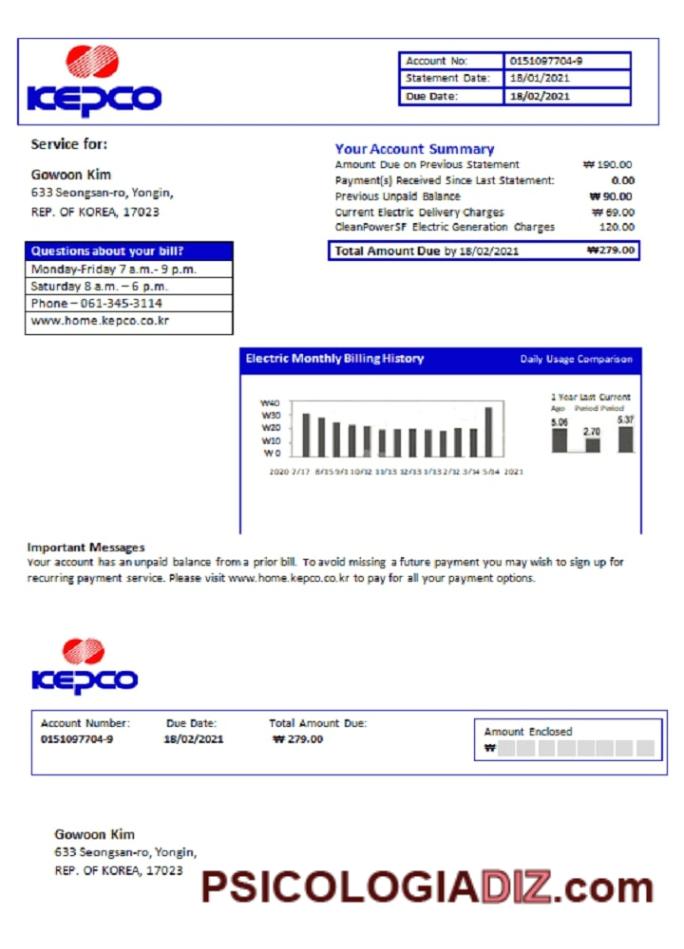 KEPCO
Account No: 0151097704-9
Statement Date: 18/01/2021
Due Date: 18/02/2021
Service for:
Gowoon Kim
633 Seongsan-ro, Yongin,
REP. OF KOREA, 17023
Questions about your bill?
Monday-Friday 7 a.m.- 9 p.m.
Saturday 8 a.m. – 6 p.m.
Phone – 061-345-3114
www.home.kepco.co.kr
Your Account Summary
Amount Due on Previous Statement ₩ 190.00
Payment(s) Received Since Last Statement: 0.00
Previous Unpaid Balance ₩ 90.00
Current Electric Delivery Charges ₩ 69.00
CleanPowerSF Electric Generation Charges 120.00
Total Amount Due by 18/02/2021 ₩279.00
Electric Monthly Billing History Daily Usage Comparison
W40
W30
W20
W10
W 0
2020 7/17 8/15 9/1 10/12 11/13 12/13 1/13 2/12 3/14 5/14 2021
1 Year Last Current
Ago Period Period
5.06 2.70 5.37
Important Messages
Your account has an unpaid balance from a prior bill. To avoid missing a future payment you may wish to sign up for
recurring payment service. Please visit www.home.kepco.co.kr to pay for all your payment options.
KEPCO
Account Number: Due Date: Total Amount Due:
0151097704-9 18/02/2021 ₩ 279.00
Amount Enclosed
₩
Gowoon Kim
633 Seongsan-ro, Yongin,
REP. OF KOREA, 17023
PSICOLOGIADIZ.com